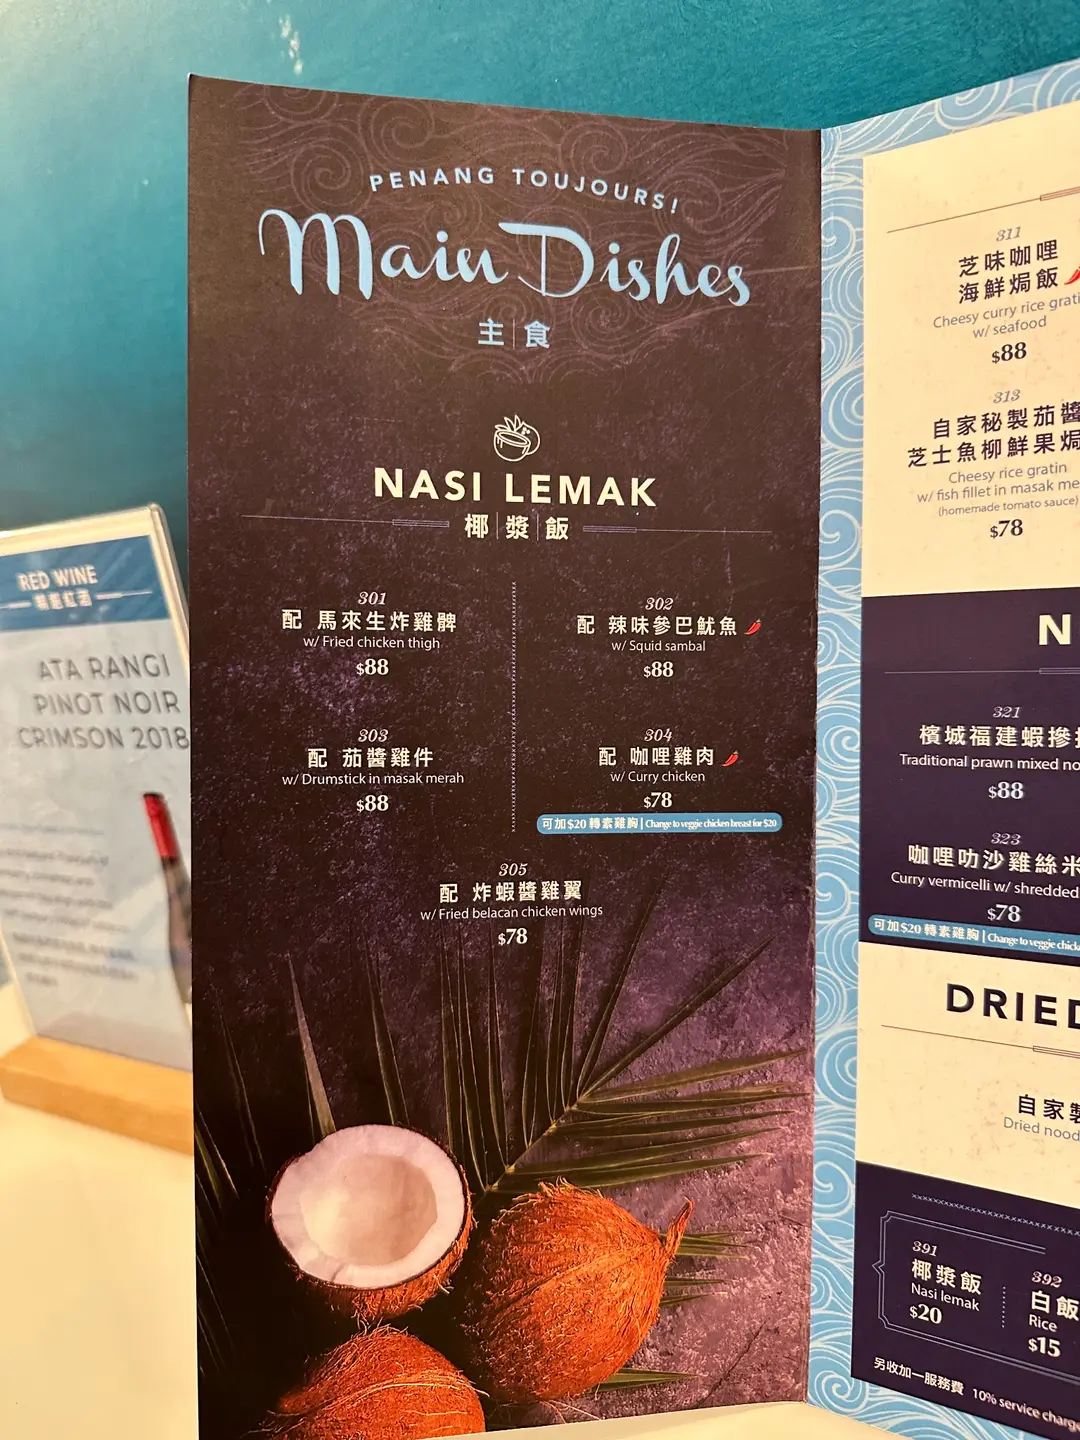 PENANG TOUJOURS!
Main Dishes
主食
NASI LEMAK
椰漿飯
301
配 馬來生炸雞髀
w/ Fried chicken thigh
$88
302
配 辣味參巴魷魚
w/ Squid sambal
$88
303
配 茄醬雞件
w/ Drumstick in masak merah
$88
304
配 咖哩雞肉
w/ Curry chicken
$78
可加$20 轉素雞胸 | Change to veggie chicken breast for $20
305
配 炸蝦醬雞翼
w/ Fried belacan chicken wings
$78
RED WINE
ATA RANGI
PINOT NOIR
CRIMSON 2018
311
芝味咖哩
海鮮焗飯
Cheesy curry rice grati
w/ seafood
$88
313
自家秘製茄醬
芝士魚柳鮮果焗
Cheesy rice gratin
w/ fish fillet in masak me
(homemade tomato sauce)
$78
N
321
檳城福建蝦摻
Traditional prawn mixed no
$88
323
咖哩叻沙雞絲米
Curry vermicelli w/ shredded
$78
可加$20 轉素雞胸 | Change to veggie chick
DRIED
自家製
Dried nood
391
椰漿飯
Nasi lemak
$20
392
白飯
Rice
$15
另收加一服務費 10% service charg